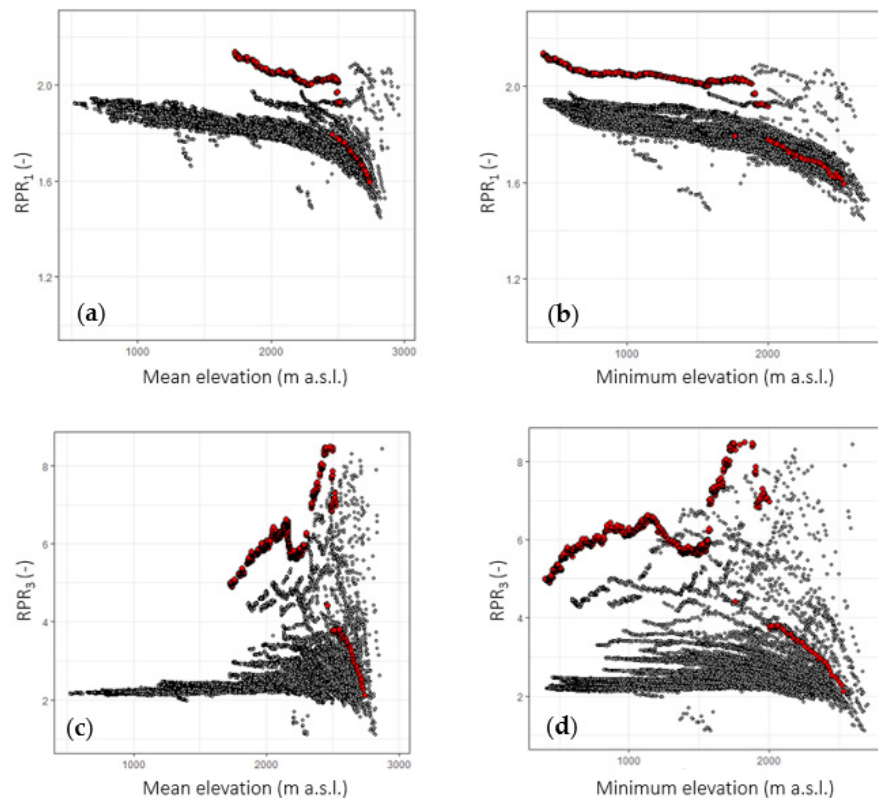 2.0
1.6
1.2
RPR1 (-)
(a)
1000 2000 3000
Mean elevation (m a.s.l.)
2.0
1.6
1.2
RPR1 (-)
(b)
1000 2000
Minimum elevation (m a.s.l.)
8
6
4
2
RPR3 (-)
(c)
1000 2000 3000
Mean elevation (m a.s.l.)
8
6
4
2
RPR3 (-)
(d)
1000 2000
Minimum elevation (m a.s.l.)